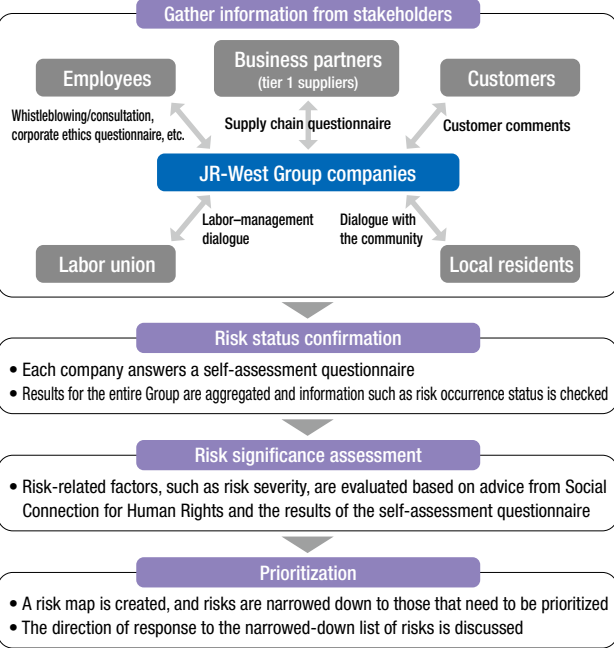 Gather information from stakeholders
Employees
Business partners
(tier 1 suppliers)
Customers
Whistleblowing/consultation,
corporate ethics questionnaire, etc.
Supply chain questionnaire
Customer comments
JR-West Group companies
Labor–management
dialogue
Dialogue with
the community
Labor union
Local residents
Risk status confirmation
• Each company answers a self-assessment questionnaire
• Results for the entire Group are aggregated and information such as risk occurrence status is checked
Risk significance assessment
• Risk-related factors, such as risk severity, are evaluated based on advice from Social
Connection for Human Rights and the results of the self-assessment questionnaire
Prioritization
• A risk map is created, and risks are narrowed down to those that need to be prioritized
• The direction of response to the narrowed-down list of risks is discussed